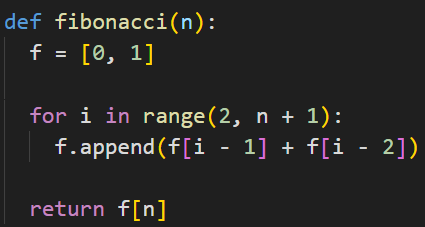 def fibonacci(n):
  f = [0, 1]

  for i in range(2, n + 1):
    f.append(f[i - 1] + f[i - 2])

  return f[n]